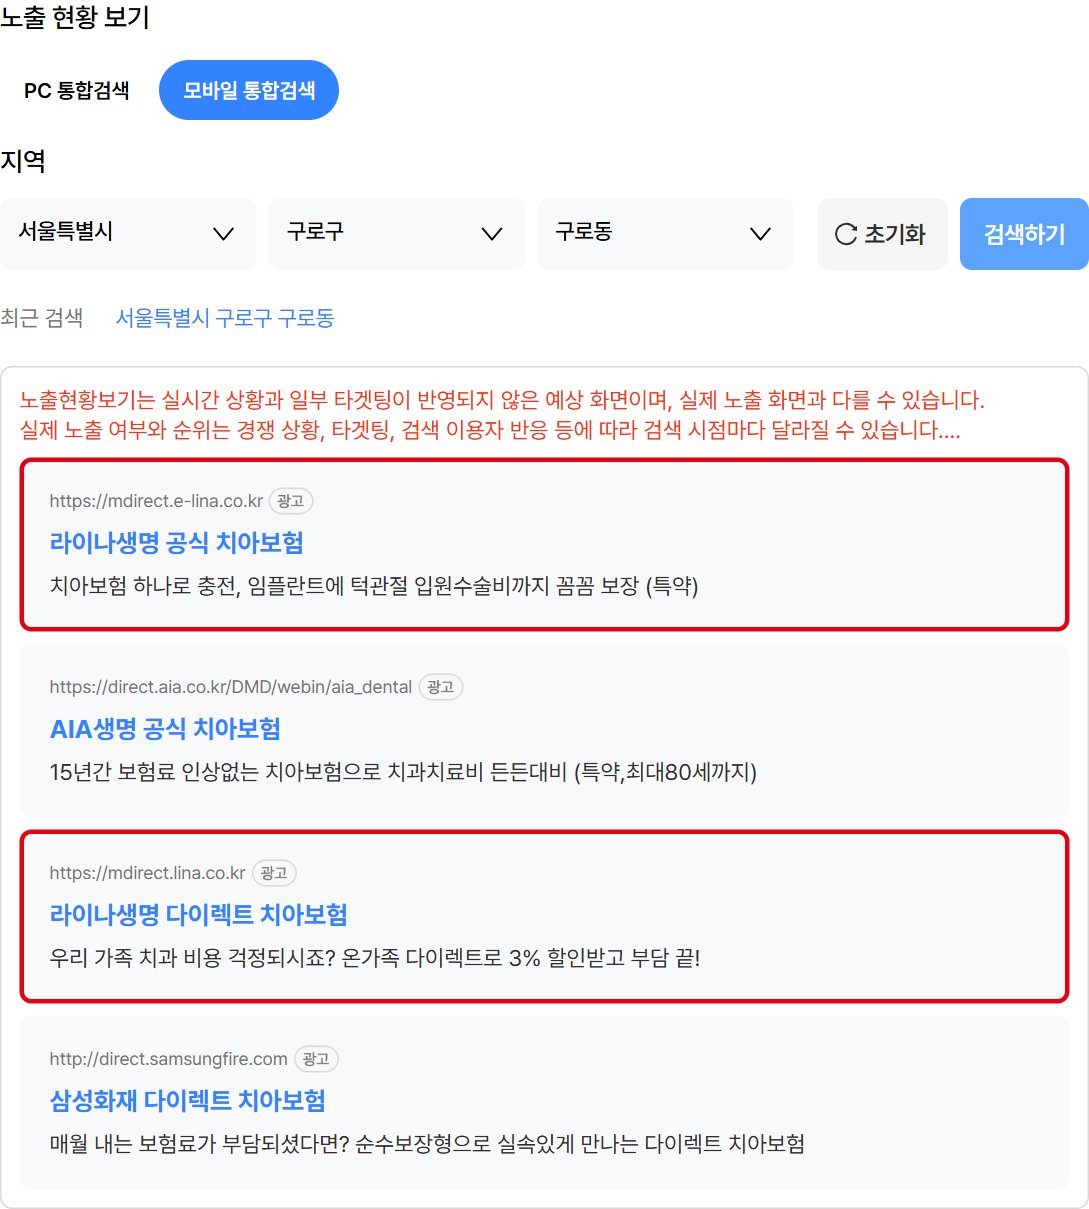 노출 현황 보기
PC 통합검색 모바일 통합검색
지역
서울특별시 구로구 구로동 초기화 검색하기
최근 검색 서울특별시 구로구 구로동
노출현황보기는 실시간 상황과 일부 타겟팅이 반영되지 않은 예상 화면이며, 실제 노출 화면과 다를 수 있습니다.
실제 노출 여부와 순위는 경쟁 상황, 타겟팅, 검색 이용자 반응 등에 따라 검색 시점마다 달라질 수 있습니다....
https://mdirect.e-lina.co.kr 광고
라이나생명 공식 치아보험
치아보험 하나로 충전, 임플란트에 턱관절 입원수술비까지 꼼꼼 보장 (특약)
https://direct.aia.co.kr/DMD/webin/aia_dental 광고
AIA생명 공식 치아보험
15년간 보험료 인상없는 치아보험으로 치과치료비 든든대비 (특약,최대80세까지)
https://mdirect.lina.co.kr 광고
라이나생명 다이렉트 치아보험
우리 가족 치과 비용 걱정되시죠? 온가족 다이렉트로 3% 할인받고 부담 끝!
http://direct.samsungfire.com 광고
삼성화재 다이렉트 치아보험
매월 내는 보험료가 부담되셨다면? 순수보장형으로 실속있게 만나는 다이렉트 치아보험